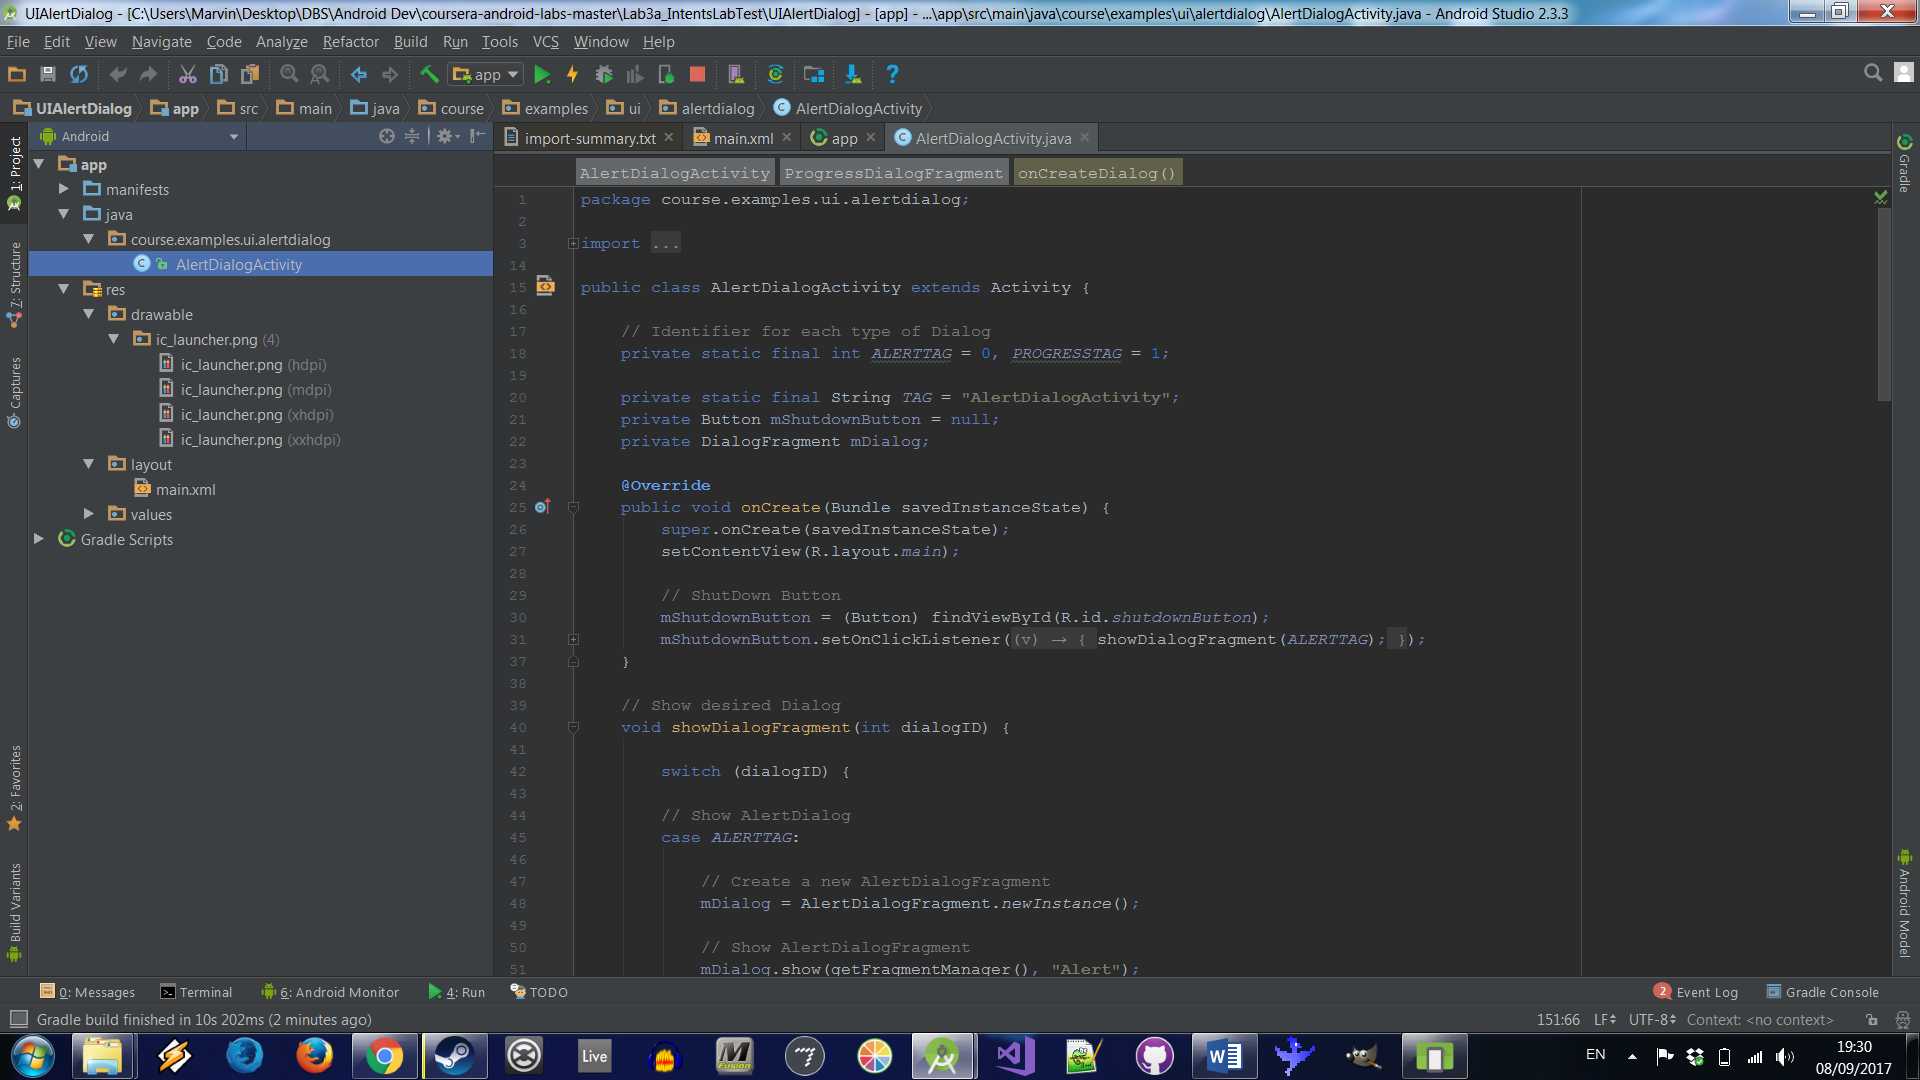 UIAlertDialog - [C:\Users\Marvin\Desktop\DBS\Android Dev\coursera-android-labs-master\Lab3a_IntentsLabTest\UIAlertDialog] - [app] - ...\app\src\main\java\course\examples\ui\alertdialog\AlertDialogActivity.java - Android Studio 2.3.3
File Edit View Navigate Code Analyze Refactor Build Run Tools VCS Window Help
app
UIAlertDialog app src main java course examples ui alertdialog AlertDialogActivity
Android
import-summary.txt main.xml app AlertDialogActivity.java
AlertDialogActivity ProgressDialogFragment onCreateDialog()
1: Project
7: Structure
Captures
2: Favorites
Build Variants
app
manifests
java
course.examples.ui.alertdialog
AlertDialogActivity
res
drawable
ic_launcher.png (4)
ic_launcher.png (hdpi)
ic_launcher.png (mdpi)
ic_launcher.png (xhdpi)
ic_launcher.png (xxhdpi)
layout
main.xml
values
Gradle Scripts
1 package course.examples.ui.alertdialog;
2
3 import ...
14
15 public class AlertDialogActivity extends Activity {
16
17 // Identifier for each type of Dialog
18 private static final int ALERTTAG = 0, PROGRESSTAG = 1;
19
20 private static final String TAG = "AlertDialogActivity";
21 private Button mShutdownButton = null;
22 private DialogFragment mDialog;
23
24 @Override
25 public void onCreate(Bundle savedInstanceState) {
26 super.onCreate(savedInstanceState);
27 setContentView(R.layout.main);
28
29 // ShutDown Button
30 mShutdownButton = (Button) findViewById(R.id.shutdownButton);
31 mShutdownButton.setOnClickListener((v) → { showDialogFragment(ALERTTAG); });
37 }
38
39 // Show desired Dialog
40 void showDialogFragment(int dialogID) {
41
42 switch (dialogID) {
43
44 // Show AlertDialog
45 case ALERTTAG:
46
47 // Create a new AlertDialogFragment
48 mDialog = AlertDialogFragment.newInstance();
49
50 // Show AlertDialogFragment
51 mDialog.show(getFragmentManager(), "Alert");
Gradle
Android Model
0: Messages Terminal 6: Android Monitor 4: Run TODO 2 Event Log Gradle Console
Gradle build finished in 10s 202ms (2 minutes ago) 151:66 LF UTF-8 Context: <no context>
Live
EN
19:30
08/09/2017